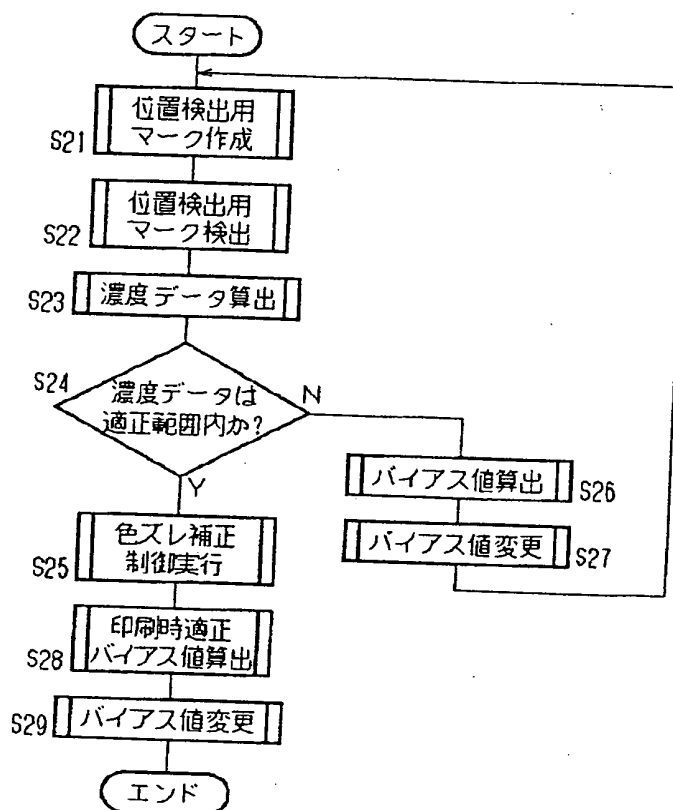 スタート
位置検出用
マーク作成
S21
位置検出用
マーク検出
S22
S23
濃度データ算出
S24
濃度データは
適正範囲内か?
N
Y
バイアス値算出
S26
バイアス値変更
S27
色ズレ補正
制御実行
S25
印刷時適正
バイアス値算出
S28
S29
バイアス値変更
エンド